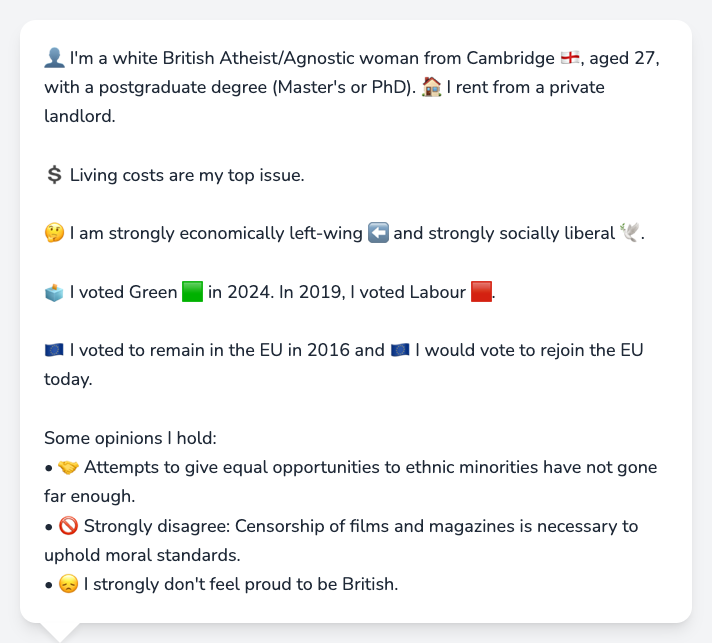 👤 I'm a white British Atheist/Agnostic woman from Cambridge 🏴󠁧󠁢󠁥󠁮󠁧󠁿, aged 27,
with a postgraduate degree (Master's or PhD). 🏠 I rent from a private
landlord.
💲 Living costs are my top issue.
🤔 I am strongly economically left-wing ⬅️ and strongly socially liberal 🕊️.
🗳️ I voted Green 🟩 in 2024. In 2019, I voted Labour 🟥.
🇪🇺 I voted to remain in the EU in 2016 and 🇪🇺 I would vote to rejoin the EU
today.
Some opinions I hold:
• 🤝 Attempts to give equal opportunities to ethnic minorities have not gone
far enough.
• 🚫 Strongly disagree: Censorship of films and magazines is necessary to
uphold moral standards.
• 😞 I strongly don't feel proud to be British.